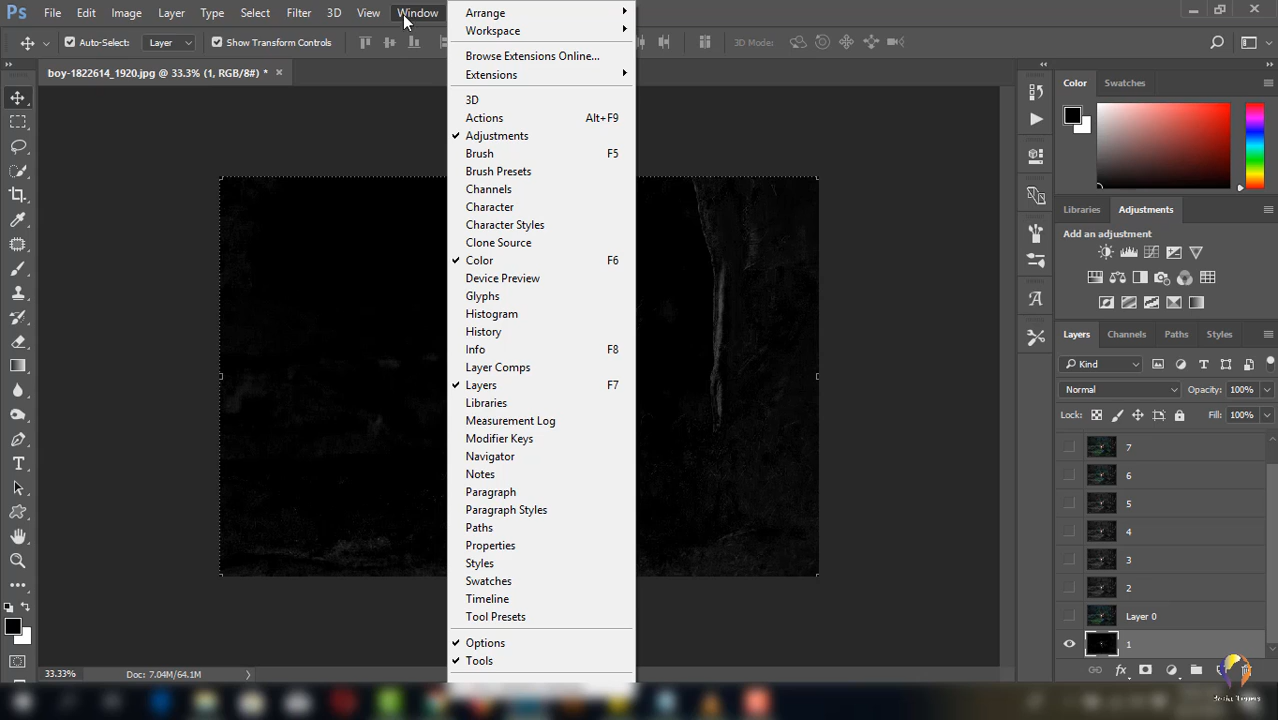 Ps File Edit Image Layer Type Select Filter 3D View Window
Auto-Select: Layer Show Transform Controls 3D Mode:
boy-1822614_1920.jpg @ 33.3% (1, RGB/8#) *
Arrange
Workspace
Browse Extensions Online...
Extensions
3D
Actions Alt+F9
Adjustments
Brush F5
Brush Presets
Channels
Character
Character Styles
Clone Source
Color F6
Device Preview
Glyphs
Histogram
History
Info F8
Layer Comps
Layers F7
Libraries
Measurement Log
Modifier Keys
Navigator
Notes
Paragraph
Paragraph Styles
Paths
Properties
Styles
Swatches
Timeline
Tool Presets
Options
Tools
Color Swatches
Libraries Adjustments
Add an adjustment
Layers Channels Paths Styles
Kind
Normal Opacity: 100%
Lock: Fill: 100%
7
6
5
4
3
2
Layer 0
1
33.33% Doc: 7.04M/64.1M